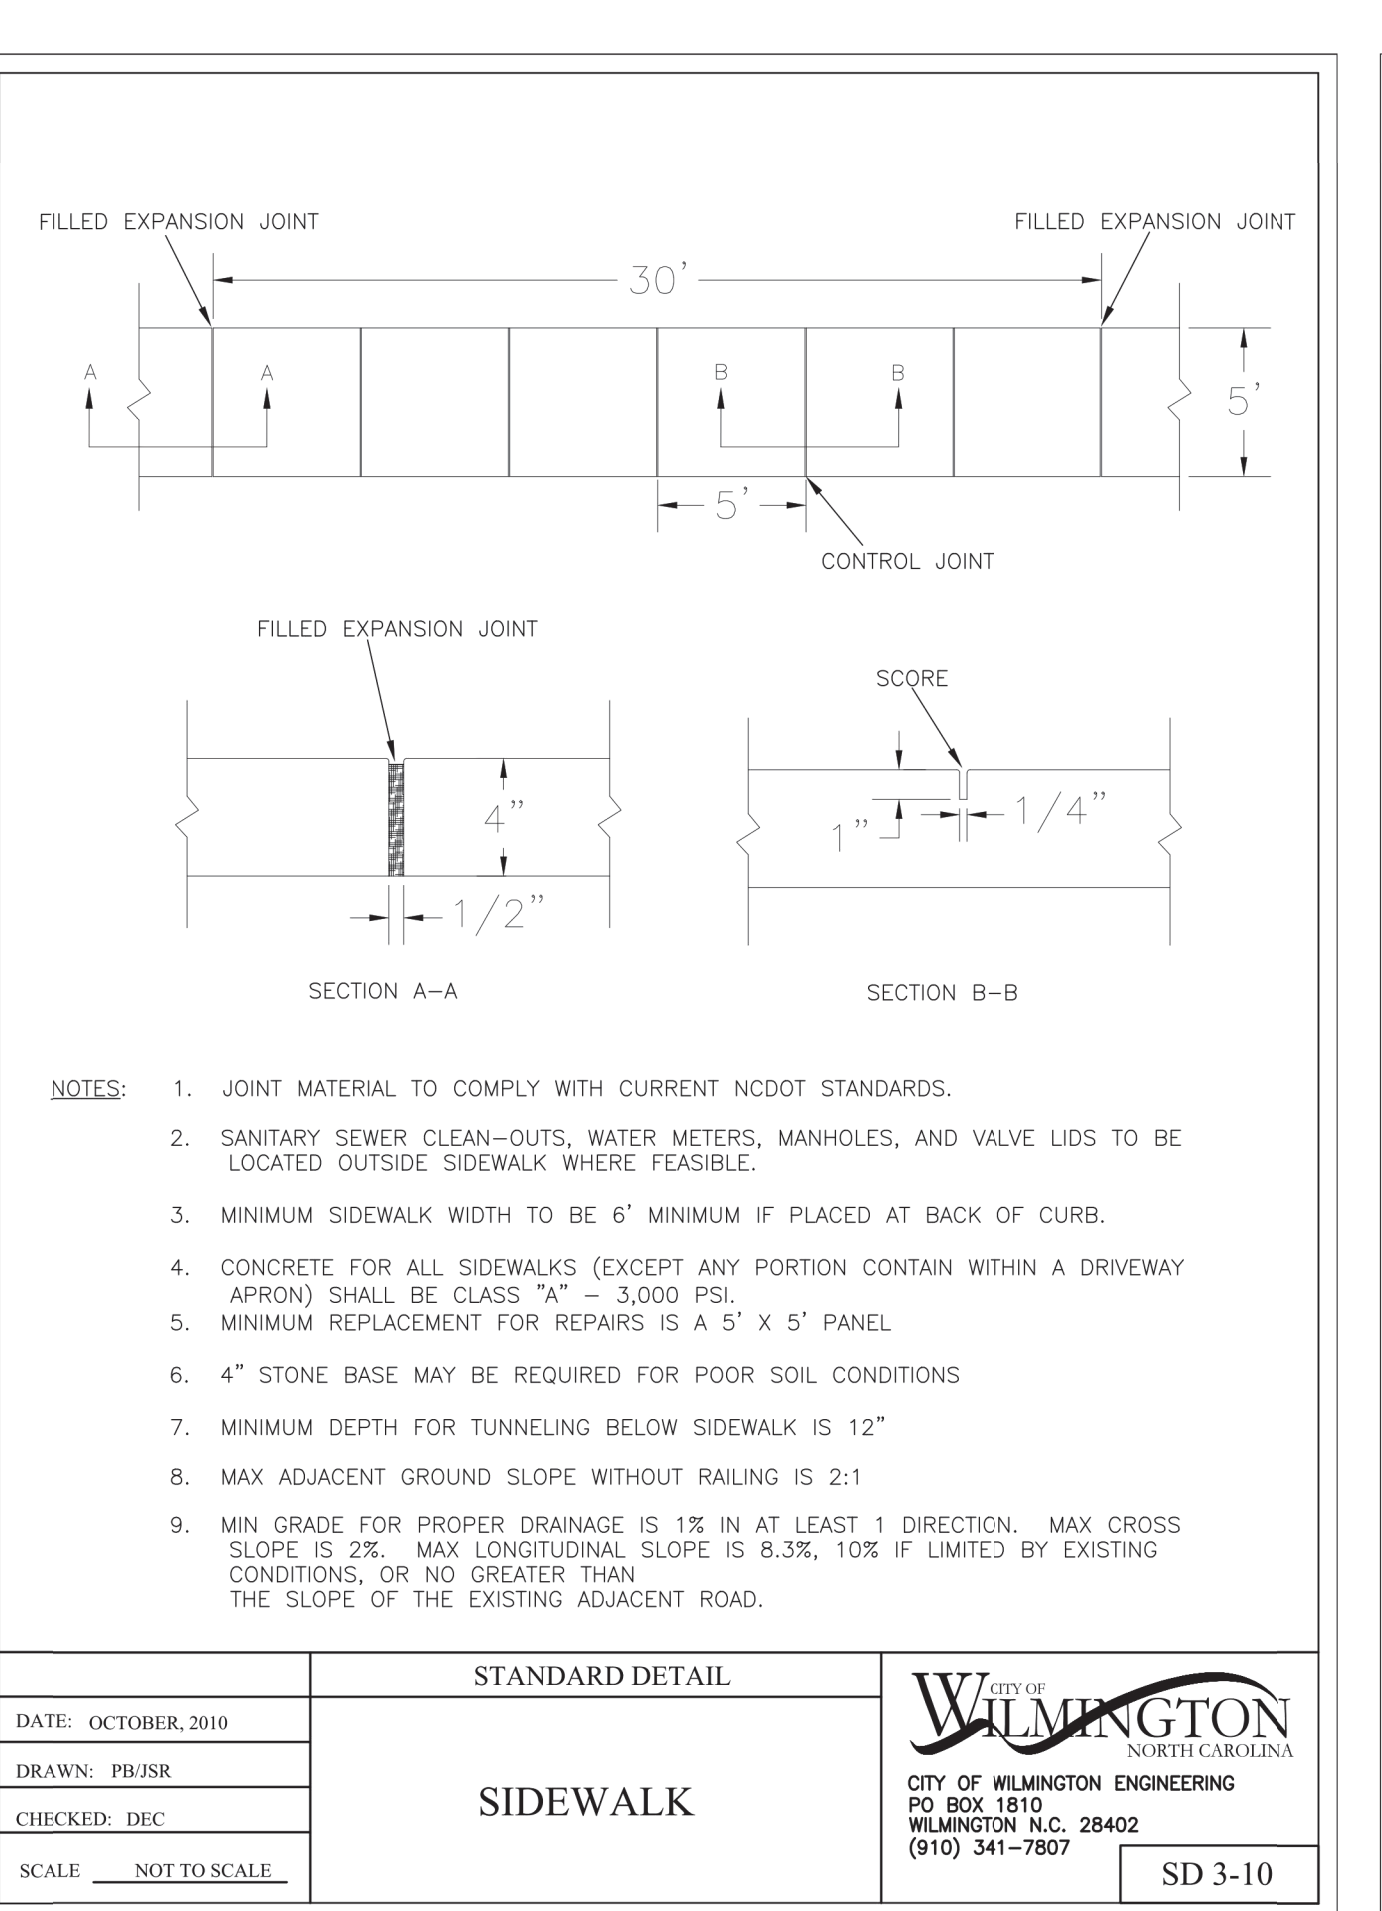 FILLED EXPANSION JOINT
FILLED EXPANSION JOINT
30'
A
A
B
B
5'
5'
CONTROL JOINT
FILLED EXPANSION JOINT
SCORE
4"
1"
1/4"
1/2"
SECTION A-A
SECTION B-B
NOTES: 1. JOINT MATERIAL TO COMPLY WITH CURRENT NCDOT STANDARDS.
2. SANITARY SEWER CLEAN-OUTS, WATER METERS, MANHOLES, AND VALVE LIDS TO BE
LOCATED OUTSIDE SIDEWALK WHERE FEASIBLE.
3. MINIMUM SIDEWALK WIDTH TO BE 6' MINIMUM IF PLACED AT BACK OF CURB.
4. CONCRETE FOR ALL SIDEWALKS (EXCEPT ANY PORTION CONTAIN WITHIN A DRIVEWAY
APRON) SHALL BE CLASS "A" – 3,000 PSI.
5. MINIMUM REPLACEMENT FOR REPAIRS IS A 5' X 5' PANEL
6. 4" STONE BASE MAY BE REQUIRED FOR POOR SOIL CONDITIONS
7. MINIMUM DEPTH FOR TUNNELING BELOW SIDEWALK IS 12"
8. MAX ADJACENT GROUND SLOPE WITHOUT RAILING IS 2:1
9. MIN GRADE FOR PROPER DRAINAGE IS 1% IN AT LEAST 1 DIRECTION. MAX CROSS
SLOPE IS 2%. MAX LONGITUDINAL SLOPE IS 8.3%, 10% IF LIMITED BY EXISTING
CONDITIONS, OR NO GREATER THAN
THE SLOPE OF THE EXISTING ADJACENT ROAD.
STANDARD DETAIL
DATE: OCTOBER, 2010
DRAWN: PB/JSR
CHECKED: DEC
SCALE NOT TO SCALE
SIDEWALK
CITY OF
WILMINGTON
NORTH CAROLINA
CITY OF WILMINGTON ENGINEERING
PO BOX 1810
WILMINGTON N.C. 28402
(910) 341-7807
SD 3-10